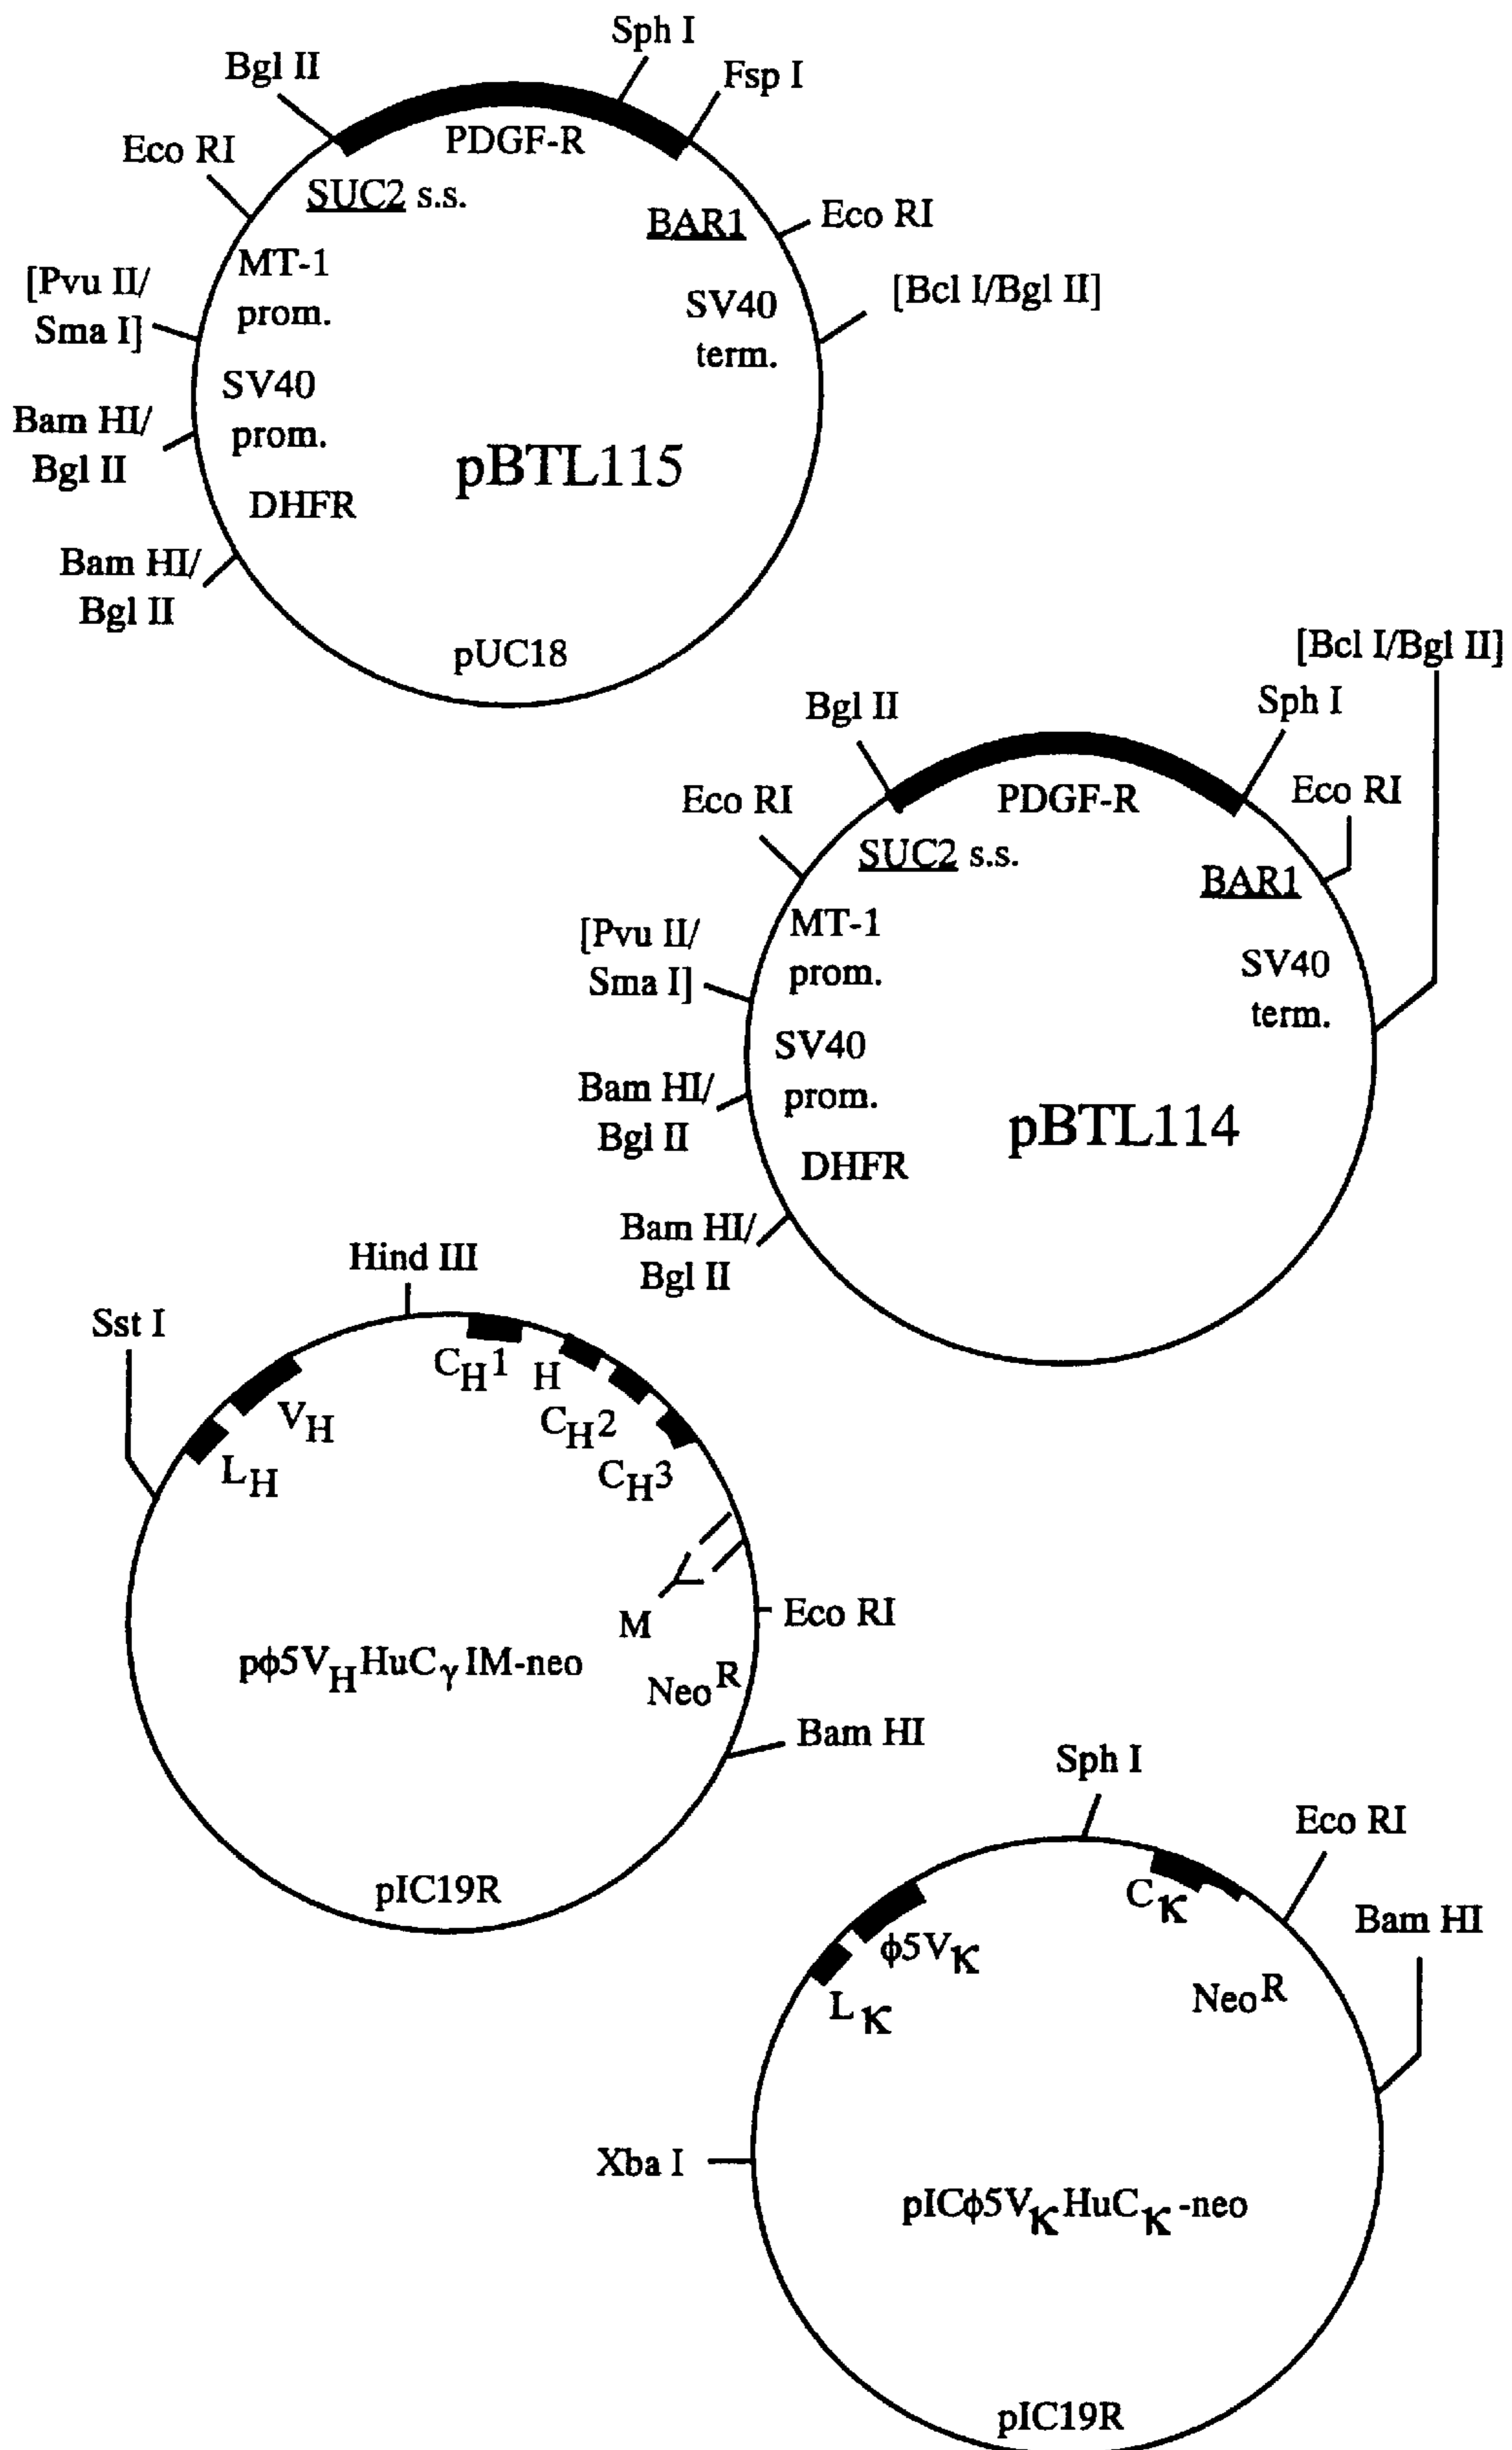 Sph I
Bgl II
Fsp I
Eco RI
PDGF-R
SUC2 s.s.
BAR1
Eco RI
[Pvu II/
Sma I]
MT-1
prom.
SV40
term.
[Bcl I/Bgl II]
Bam HI/
Bgl II
SV40
prom.
pBTL115
DHFR
Bam HI/
Bgl II
pUC18
[Bcl I/Bgl II]
Bgl II
Sph I
Eco RI
PDGF-R
Eco RI
SUC2 s.s.
BAR1
[Pvu II/
Sma I]
MT-1
prom.
SV40
term.
Bam HI/
Bgl II
SV40
prom.
pBTL114
DHFR
Bam HI/
Bgl II
Hind III
Sst I
CH1
H
VH
CH2
LH
CH3
M
Eco RI
pϕ5VHHuCγIM-neo
NeoR
Bam HI
pIC19R
Sph I
Eco RI
CK
Bam HI
ϕ5VK
LK
NeoR
Xba I
pICϕ5VKHuCK-neo
pIC19R